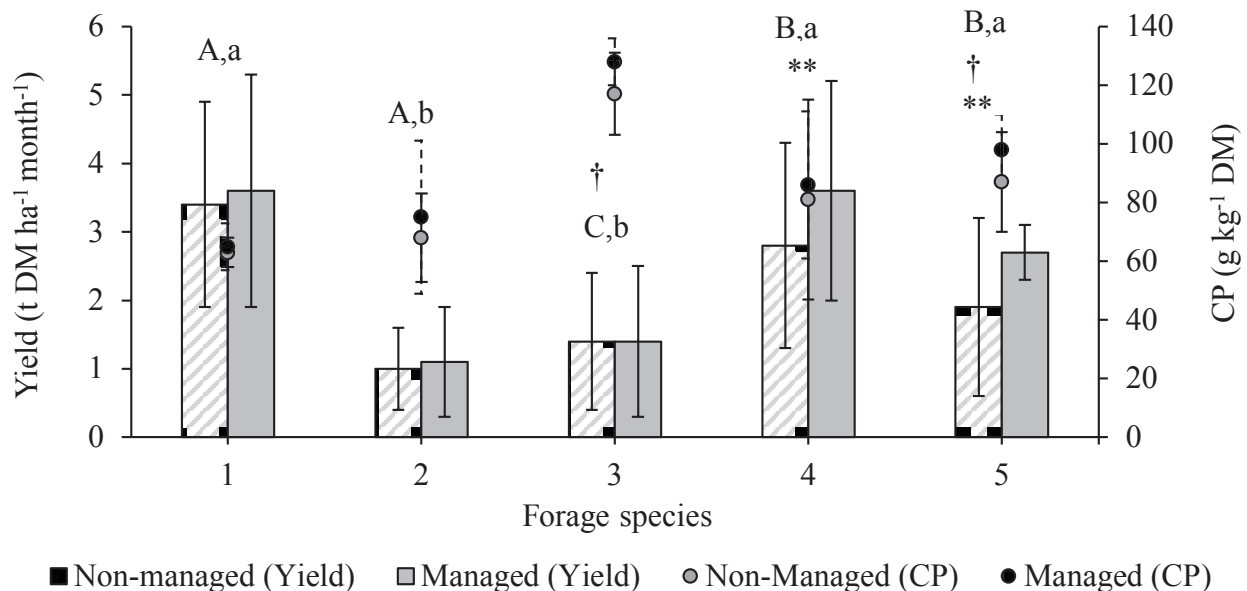 6
5
4
3
2
1
0
Yield (t DM ha⁻¹ month⁻¹)
140
120
100
80
60
40
20
0
CP (g kg⁻¹ DM)
A,a
A,b
†
C,b
B,a
**
B,a
†
**
1 2 3 4 5
Forage species
Non-managed (Yield) Managed (Yield) Non-Managed (CP) Managed (CP)